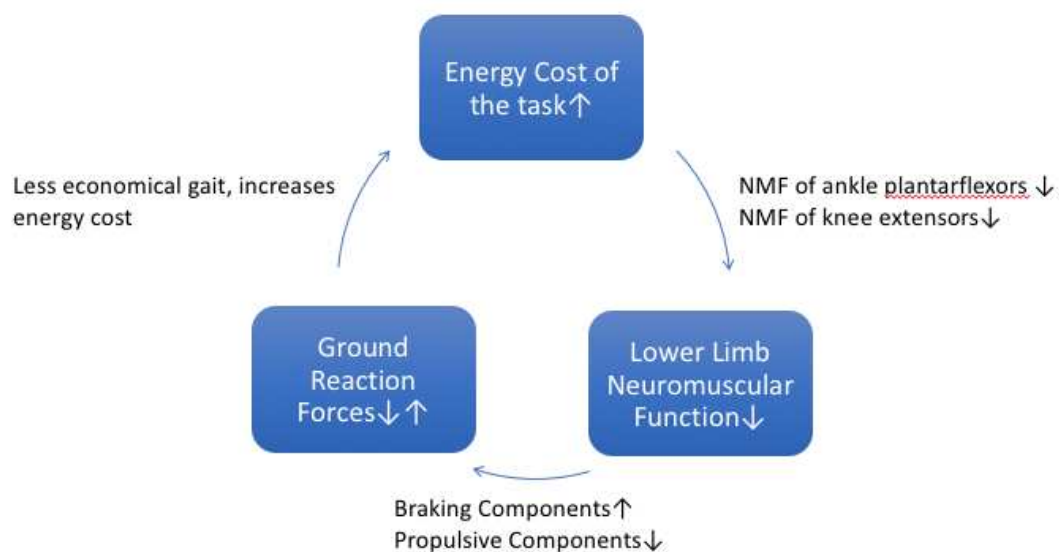 Energy Cost of
the task↑
Less economical gait, increases
energy cost
NMF of ankle plantarflexors ↓
NMF of knee extensors↓
Ground
Reaction
Forces↓↑
Lower Limb
Neuromuscular
Function↓
Braking Components↑
Propulsive Components↓